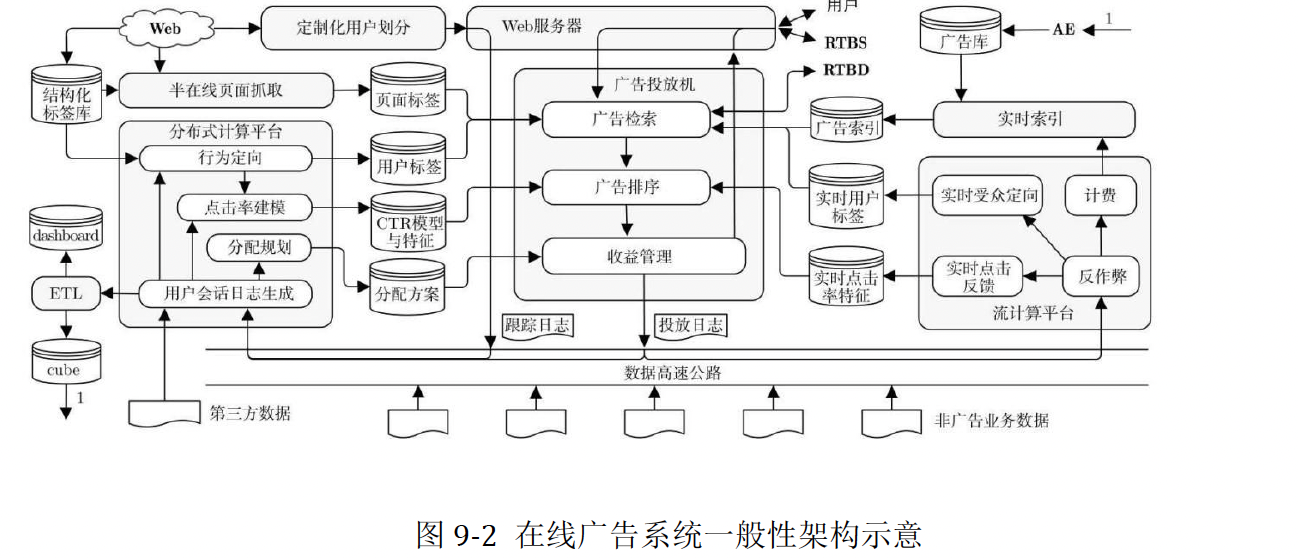 Web
定制化用户划分
Web服务器
用户
RTBS
RTBD
广告库
AE
1
结构化
标签库
半在线页面抓取
页面标签
广告投放机
广告检索
广告索引
实时索引
分布式计算平台
行为定向
用户标签
广告排序
实时用户
标签
实时受众定向
计费
点击率建模
CTR模型
与特征
dashboard
分配规划
收益管理
实时点击
率特征
实时点击
反馈
反作弊
ETL
用户会话日志生成
分配方案
流计算平台
跟踪日志
投放日志
cube
1
数据高速公路
第三方数据
非广告业务数据
图 9-2 在线广告系统一般性架构示意